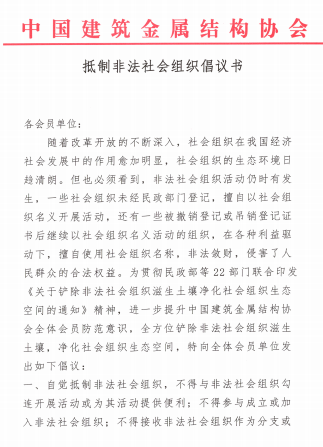 中国建筑金属结构协会
抵制非法社会组织倡议书
各会员单位：
随着改革开放的不断深入，社会组织在我国经济
社会发展中的作用愈加明显，社会组织的生态环境日
趋清朗。但也必须看到，非法社会组织活动仍时有发
生，一些社会组织未经民政部门登记，擅自以社会组
织名义开展活动，还有一些被撤销登记或吊销登记证
书后继续以社会组织名义活动的组织，在各种利益驱
动下，擅自使用社会组织名称，非法敛财，侵害了人
民群众的合法权益。为贯彻民政部等 22 部门联合印发
《关于铲除非法社会组织滋生土壤净化社会组织生态
空间的通知》精神，进一步提升中国建筑金属结构协
会全体会员防范意识，全方位铲除非法社会组织滋生
土壤，净化社会组织生态空间，特向全体会员单位发
出如下倡议：
一、自觉抵制非法社会组织，不得与非法社会组织勾
连开展活动或为其活动提供便利；不得参与成立或加
入非法社会组织；不得接收非法社会组织作为分支或